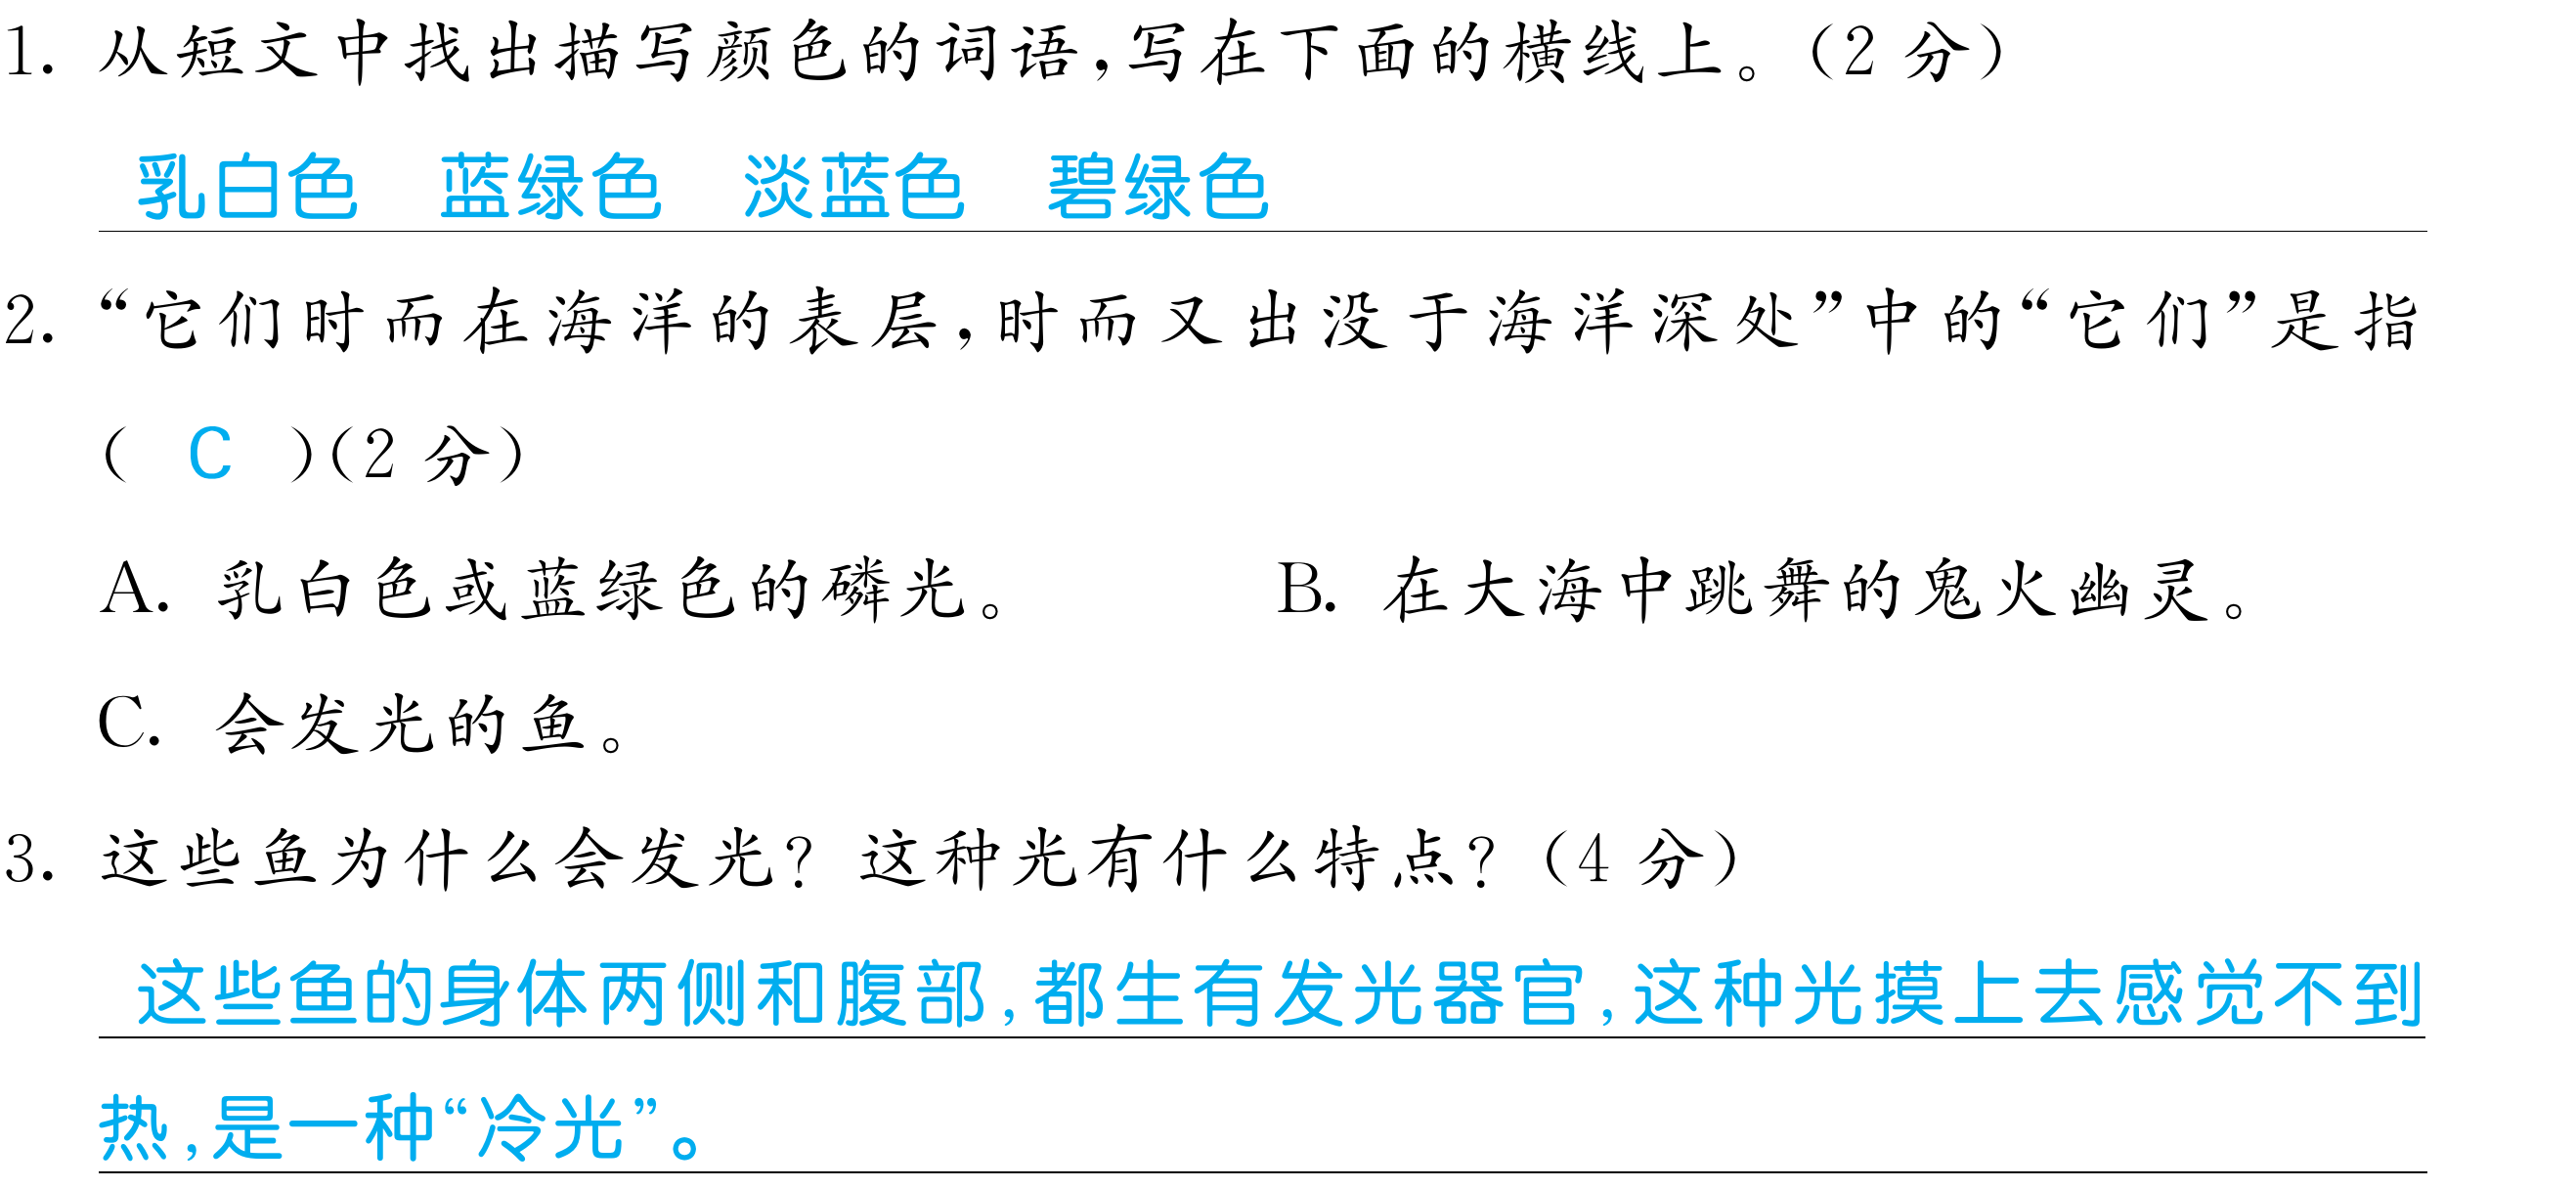 1. 从短文中找出描写颜色的词语,写在下面的横线上。(2 分)
乳白色 蓝绿色 淡蓝色 碧绿色
2. “它们时而在海洋的表层,时而又出没于海洋深处”中的“它们”是指
( C )(2 分)
A. 乳白色或蓝绿色的磷光。 B. 在大海中跳舞的鬼火幽灵。
C. 会发光的鱼。
3. 这些鱼为什么会发光? 这种光有什么特点? (4 分)
这些鱼的身体两侧和腹部,都生有发光器官,这种光摸上去感觉不到
热,是一种“冷光”。